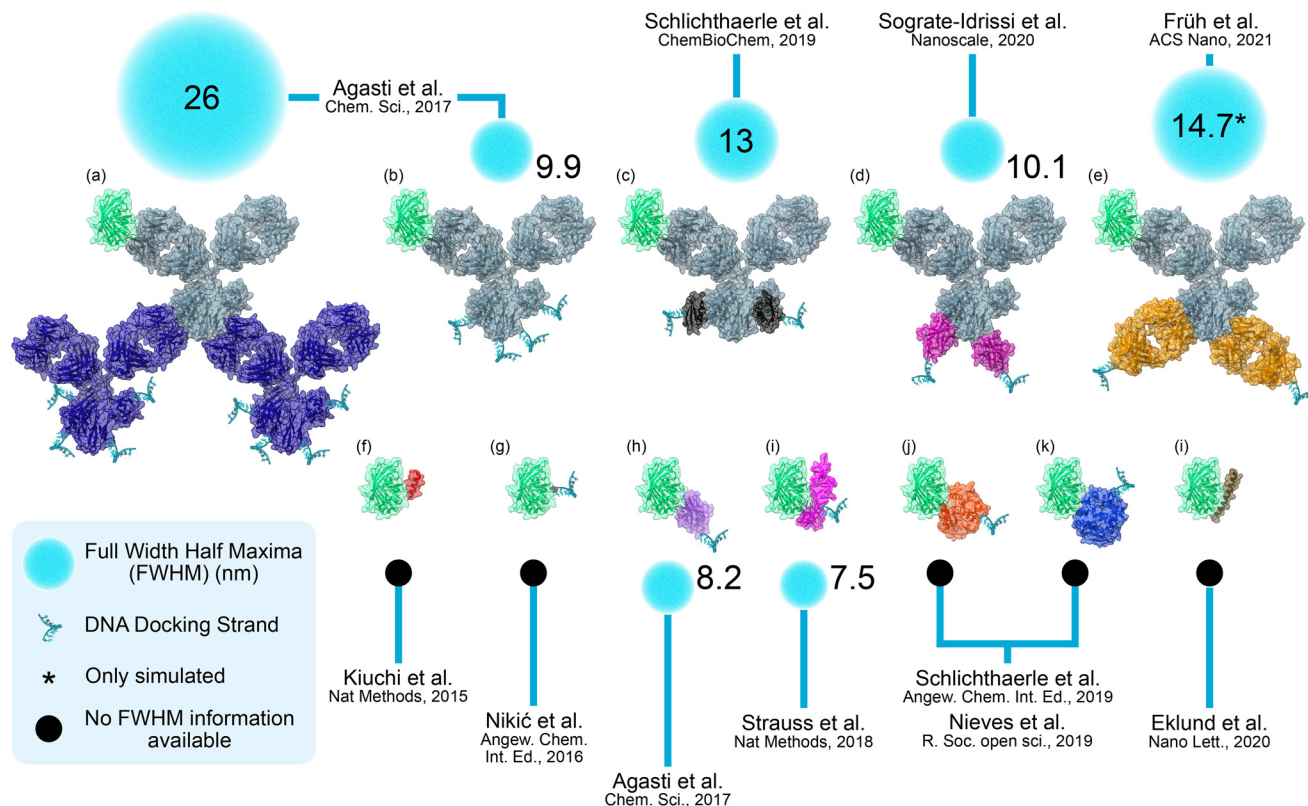 26
Agasti et al.
Chem. Sci., 2017
9.9
Schlichthaerle et al.
ChemBioChem, 2019
13
Sograte-Idrissi et al.
Nanoscale, 2020
10.1
Früh et al.
ACS Nano, 2021
14.7*
(a)
(b)
(c)
(d)
(e)
(f)
(g)
(h)
(i)
(j)
(k)
(i)
Full Width Half Maxima
(FWHM) (nm)
DNA Docking Strand
* Only simulated
No FWHM information
available
Kiuchi et al.
Nat Methods, 2015
Nikić et al.
Angew. Chem.
Int. Ed., 2016
8.2
Agasti et al.
Chem. Sci., 2017
7.5
Strauss et al.
Nat Methods, 2018
Schlichthaerle et al.
Angew. Chem. Int. Ed., 2019
Nieves et al.
R. Soc. open sci., 2019
Eklund et al.
Nano Lett., 2020